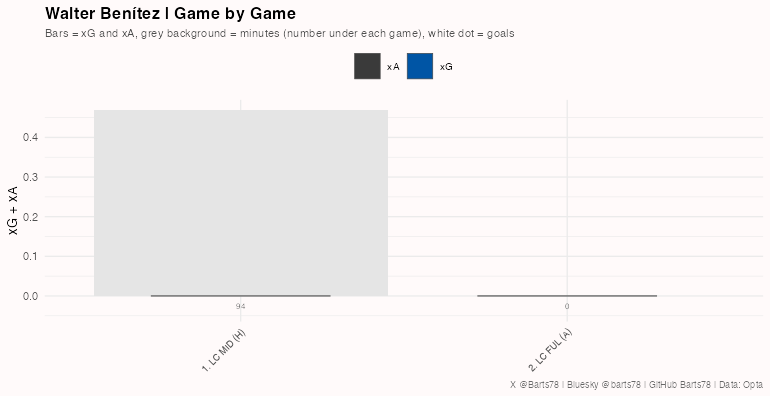 Walter Benítez | Game by Game
Bars = xG and xA, grey background = minutes (number under each game), white dot = goals
xA xG
xG + xA
0.4
0.3
0.2
0.1
0.0
94 0
1. LC MID (H) 2. LC FUL (A)
X @Barts78 | Bluesky @barts78 | GitHub Barts78 | Data: Opta